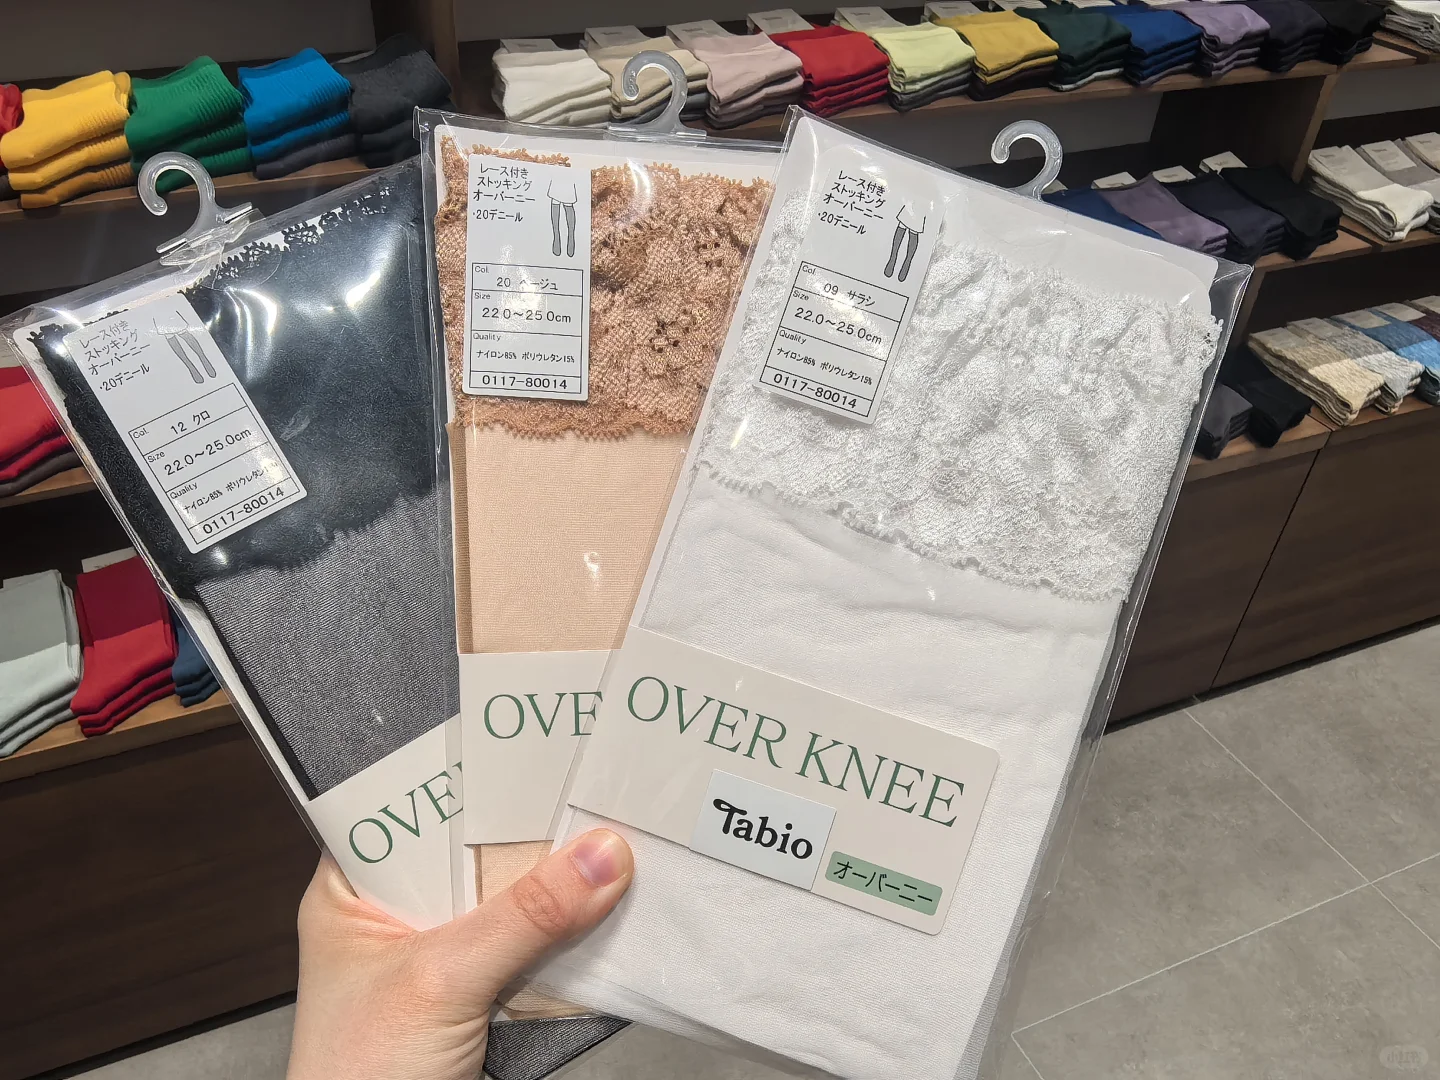 レース付き
ストッキング
オーバーニー
・20デニール
Col.
12 クロ
Size
22.0～25.0cm
Quality
ナイロン85% ポリウレタン15%
0117-80014
OVE
レース付き
ストッキング
オーバーニー
・20デニール
Col.
20 ベージュ
Size
22.0～25.0cm
Quality
ナイロン85% ポリウレタン15%
0117-80014
OVE
レース付き
ストッキング
オーバーニー
・20デニール
Col.
09 サラシ
Size
22.0～25.0cm
Quality
ナイロン85% ポリウレタン15%
0117-80014
OVER KNEE
Tabio
オーバーニー
小红书